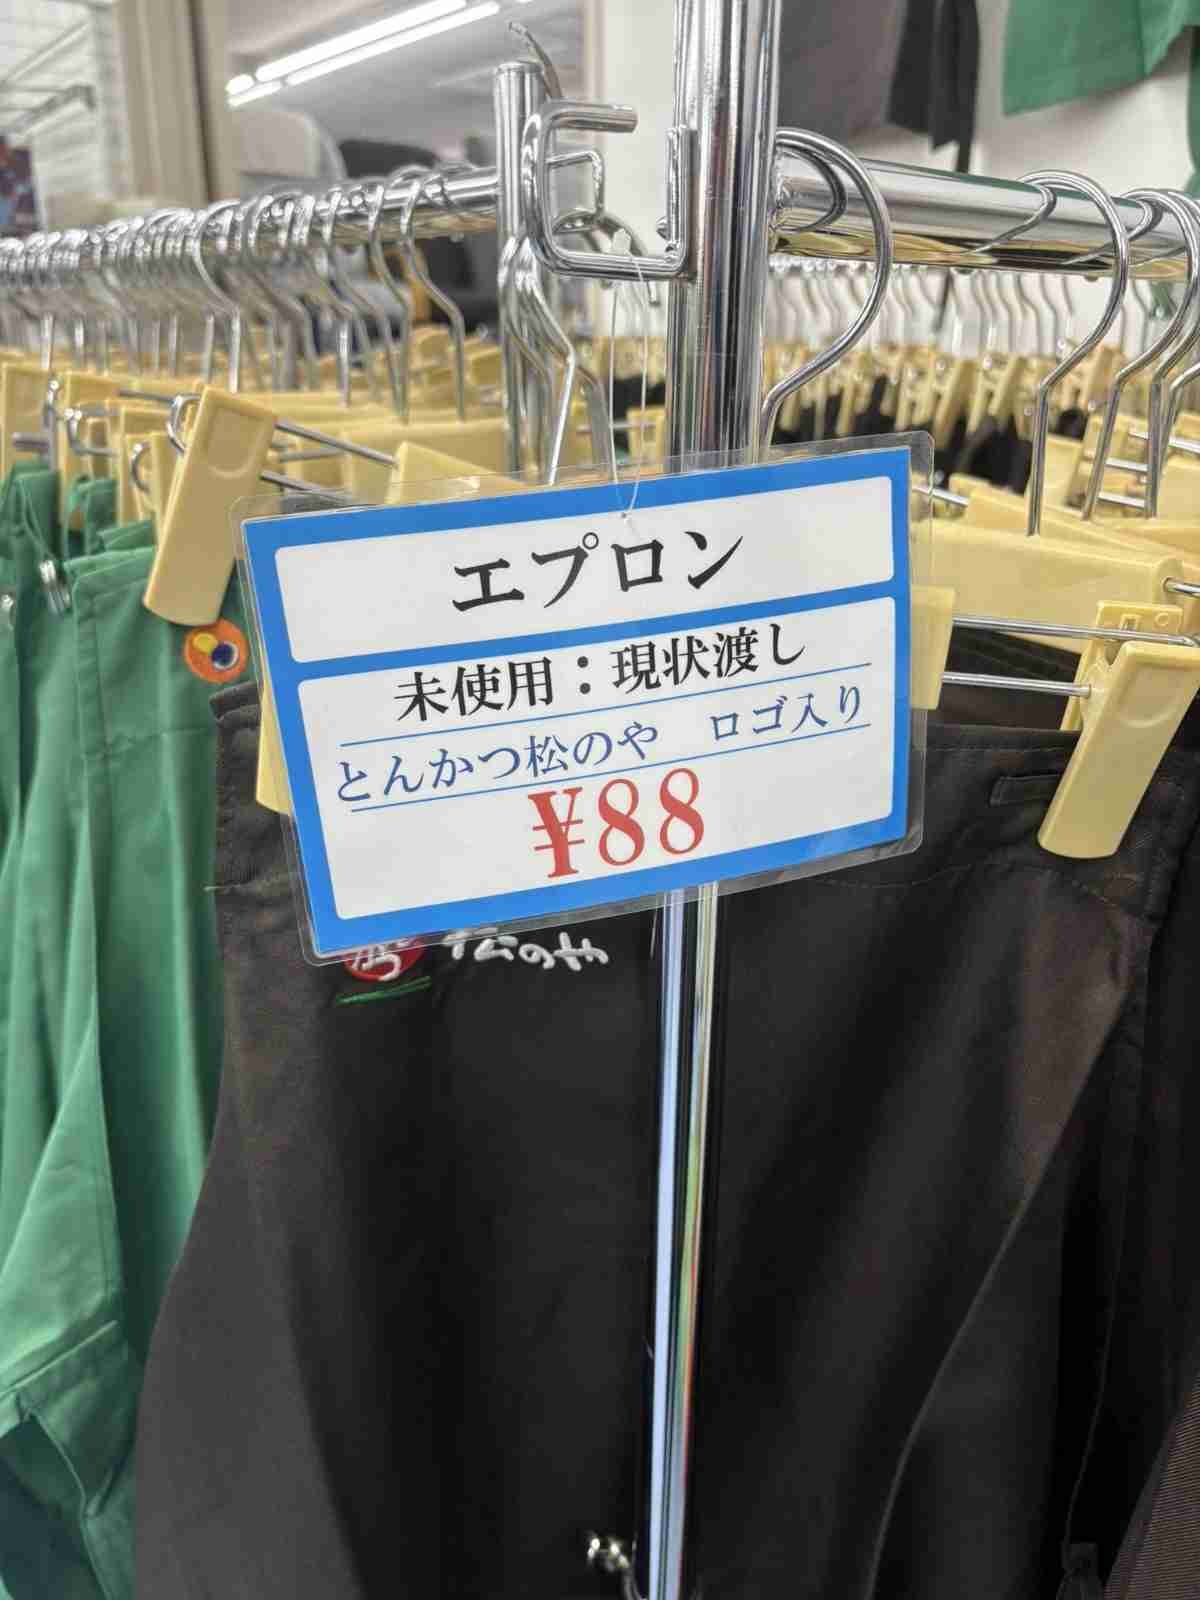 エプロン
未使用：現状渡し
とんかつ松のや　ロゴ入り
¥88
松のや